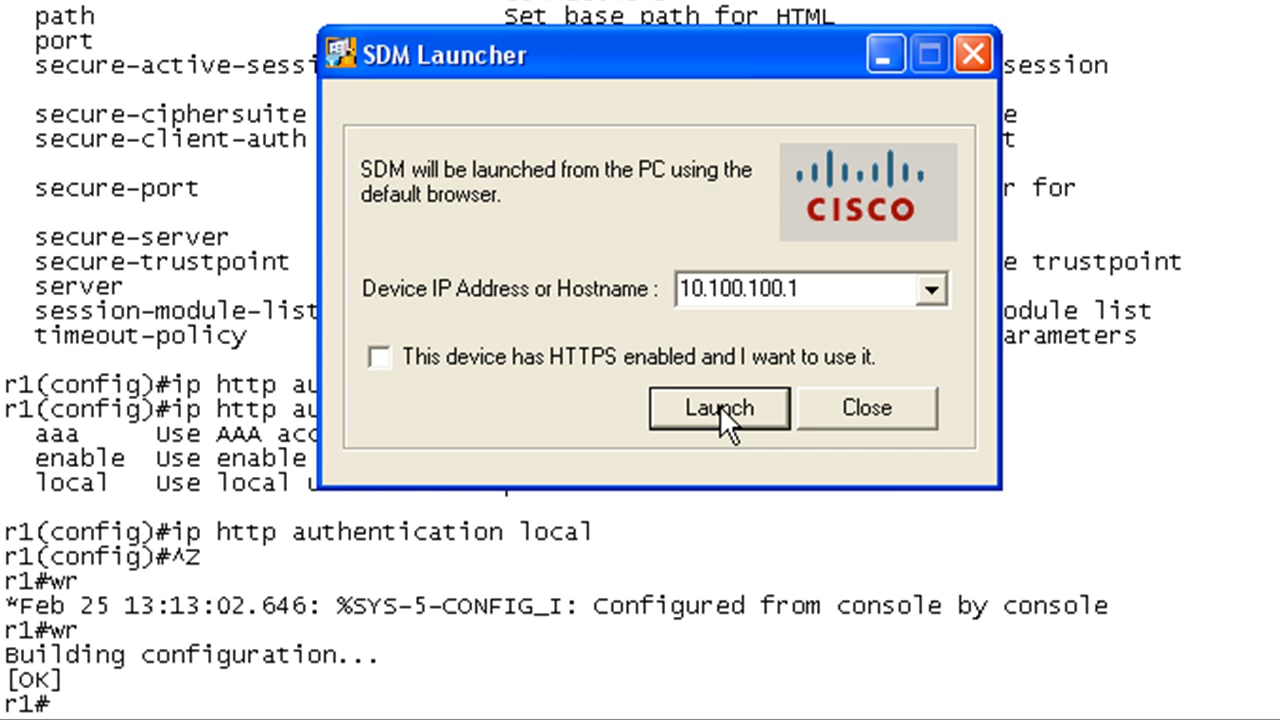 path Set base path for HTML
port
secure-active-sessi session
secure-ciphersuite e
secure-client-auth t
secure-port r for
secure-server
secure-trustpoint e trustpoint
server
session-module-list odule list
timeout-policy arameters
r1(config)#ip http au
r1(config)#ip http au
aaa Use AAA acc
enable Use enable
local Use local u
r1(config)#ip http authentication local
r1(config)#^Z
r1#wr
*Feb 25 13:13:02.646: %SYS-5-CONFIG_I: Configured from console by console
r1#wr
Building configuration...
[OK]
r1#
SDM Launcher
SDM will be launched from the PC using the
default browser.
CISCO
Device IP Address or Hostname : 10.100.100.1
This device has HTTPS enabled and I want to use it.
Launch Close